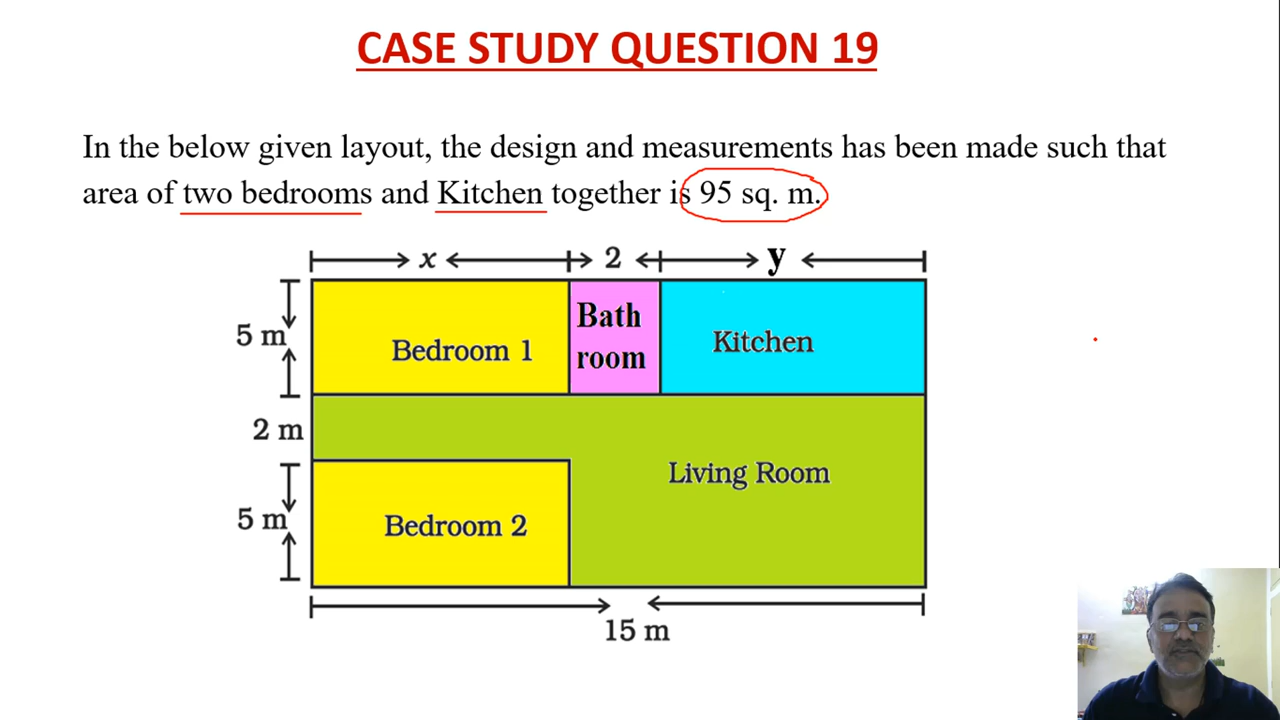 CASE STUDY QUESTION 19
In the below given layout, the design and measurements has been made such that
area of two bedrooms and Kitchen together is 95 sq. m.
x 2 y
5 m
Bedroom 1
Bath
room
Kitchen
2 m
Living Room
5 m
Bedroom 2
15 m